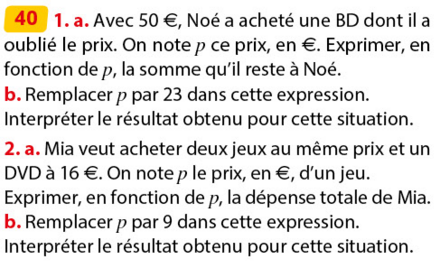 40 1. a. Avec 50 €, Noé a acheté une BD dont il a
oublié le prix. On note p ce prix, en €. Exprimer, en
fonction de p, la somme qu'il reste à Noé.
b. Remplacer p par 23 dans cette expression.
Interpréter le résultat obtenu pour cette situation.
2. a. Mia veut acheter deux jeux au même prix et un
DVD à 16 €. On note p le prix, en €, d'un jeu.
Exprimer, en fonction de p, la dépense totale de Mia.
b. Remplacer p par 9 dans cette expression.
Interpréter le résultat obtenu pour cette situation.